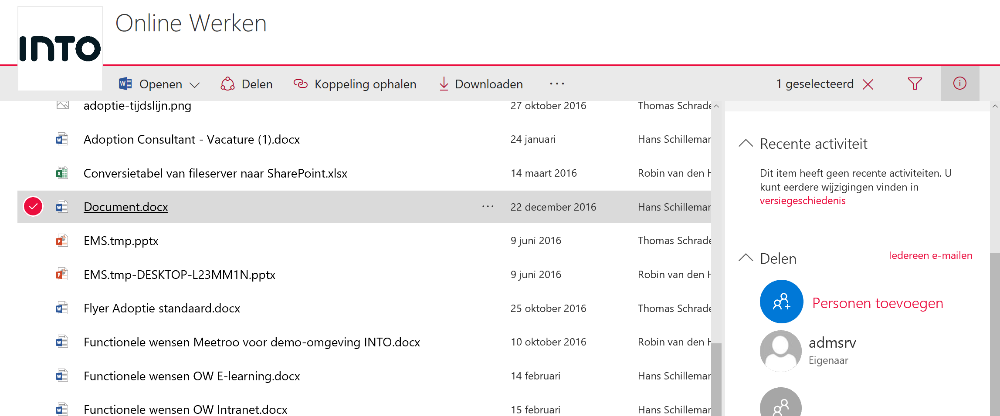 INTO
Online Werken
Openen Delen Koppeling ophalen Downloaden ... 1 geselecteerd
adoptie-tijdslijn.png 27 oktober 2016 Thomas Schrade
Adoption Consultant - Vacature (1).docx 24 januari Hans Schilleman
Conversietabel van fileserver naar SharePoint.xlsx 14 maart 2016 Robin van den H
Document.docx ... 22 december 2016 Hans Schilleman
EMS.tmp.pptx 9 juni 2016 Thomas Schrade
EMS.tmp-DESKTOP-L23MM1N.pptx 9 juni 2016 Robin van den H
Flyer Adoptie standaard.docx 25 oktober 2016 Thomas Schrade
Functionele wensen Meetroo voor demo-omgeving INTO.docx 10 oktober 2016 Robin van den H
Functionele wensen OW E-learning.docx 14 februari Hans Schilleman
Functionele wensen OW Intranet.docx 15 februari Hans Schilleman
Recente activiteit
Dit item heeft geen recente activiteiten. U
kunt eerdere wijzigingen vinden in
versiegeschiedenis
Delen Iedereen e-mailen
Personen toevoegen
admsrv
Eigenaar